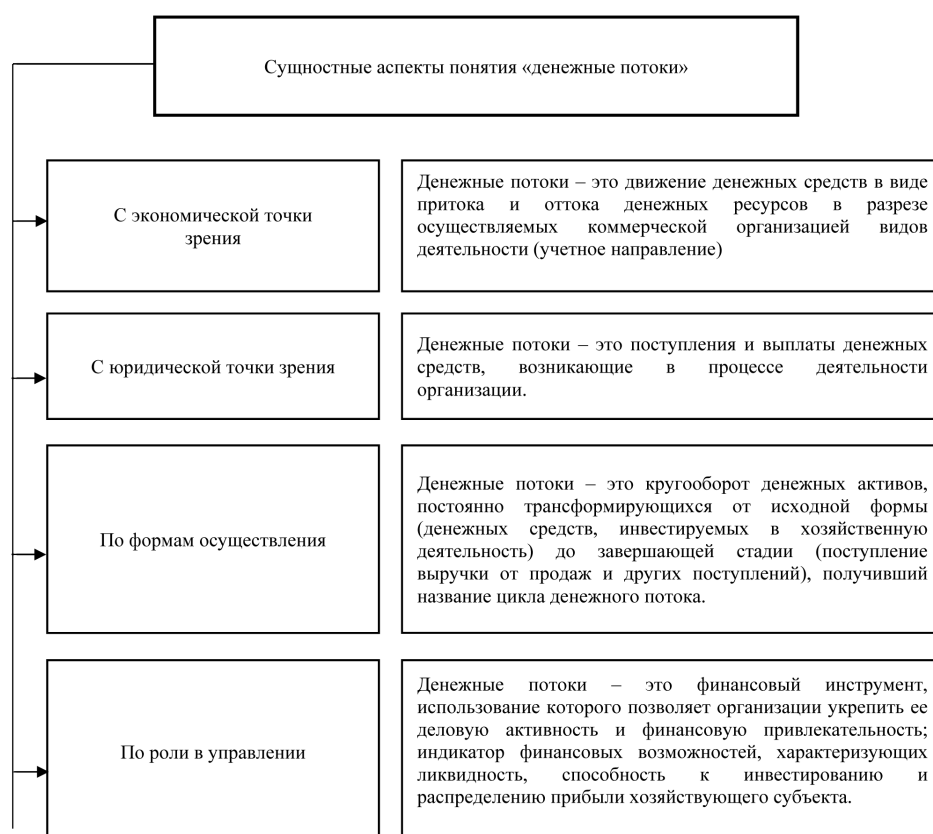 Сущностные аспекты понятия «денежные потоки»
С экономической точки
зрения
Денежные потоки – это движение денежных средств в виде
притока и оттока денежных ресурсов в разрезе
осуществляемых коммерческой организацией видов
деятельности (учетное направление)
С юридической точки зрения
Денежные потоки – это поступления и выплаты денежных
средств, возникающие в процессе деятельности
организации.
По формам осуществления
Денежные потоки – это кругооборот денежных активов,
постоянно трансформирующихся от исходной формы
(денежных средств, инвестируемых в хозяйственную
деятельность) до завершающей стадии (поступление
выручки от продаж и других поступлений), получивший
название цикла денежного потока.
По роли в управлении
Денежные потоки – это финансовый инструмент,
использование которого позволяет организации укрепить ее
деловую активность и финансовую привлекательность;
индикатор финансовых возможностей, характеризующих
ликвидность, способность к инвестированию и
распределению прибыли хозяйствующего субъекта.